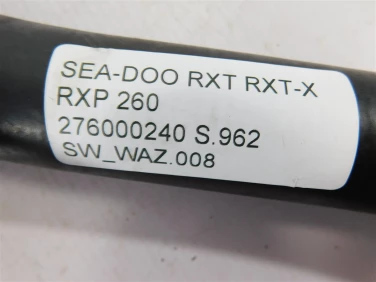 SEA-DOO RXT RXT-X
RXP 260
276000240 S.962
SW_WAZ.008